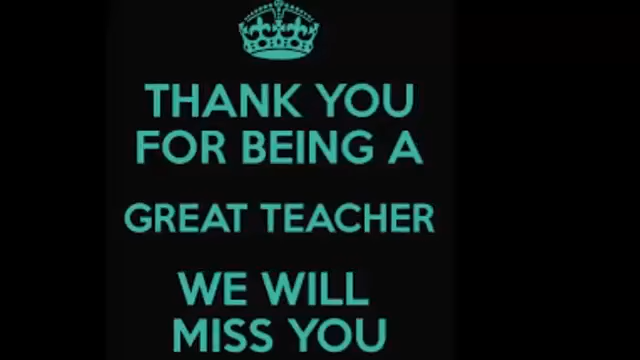 THANK YOU
FOR BEING A
GREAT TEACHER
WE WILL
MISS YOU